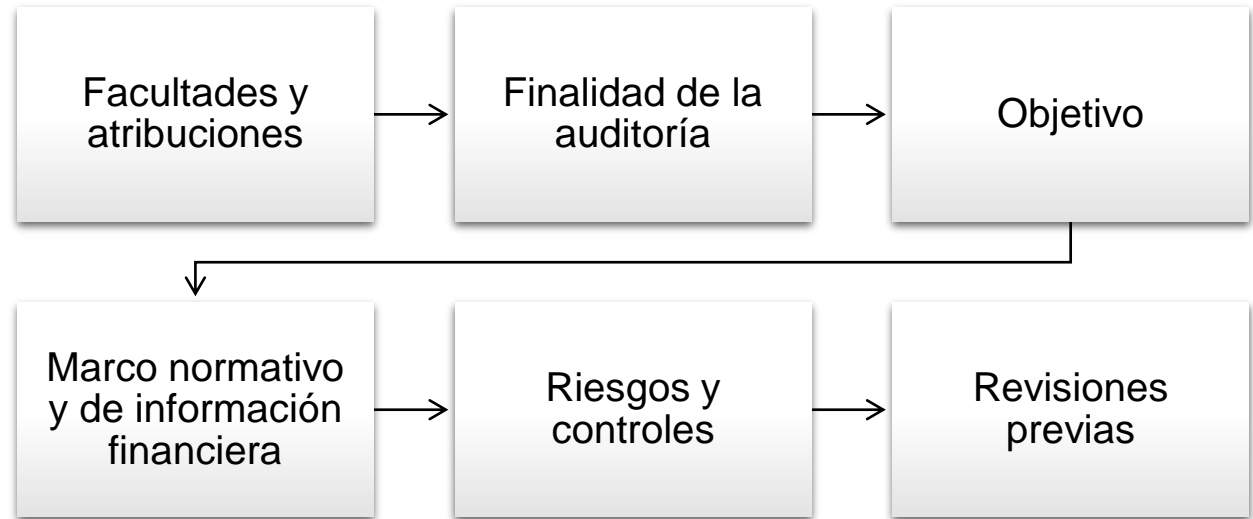 Facultades y
atribuciones
Finalidad de la
auditoría
Objetivo
Marco normativo
y de información
financiera
Riesgos y
controles
Revisiones
previas